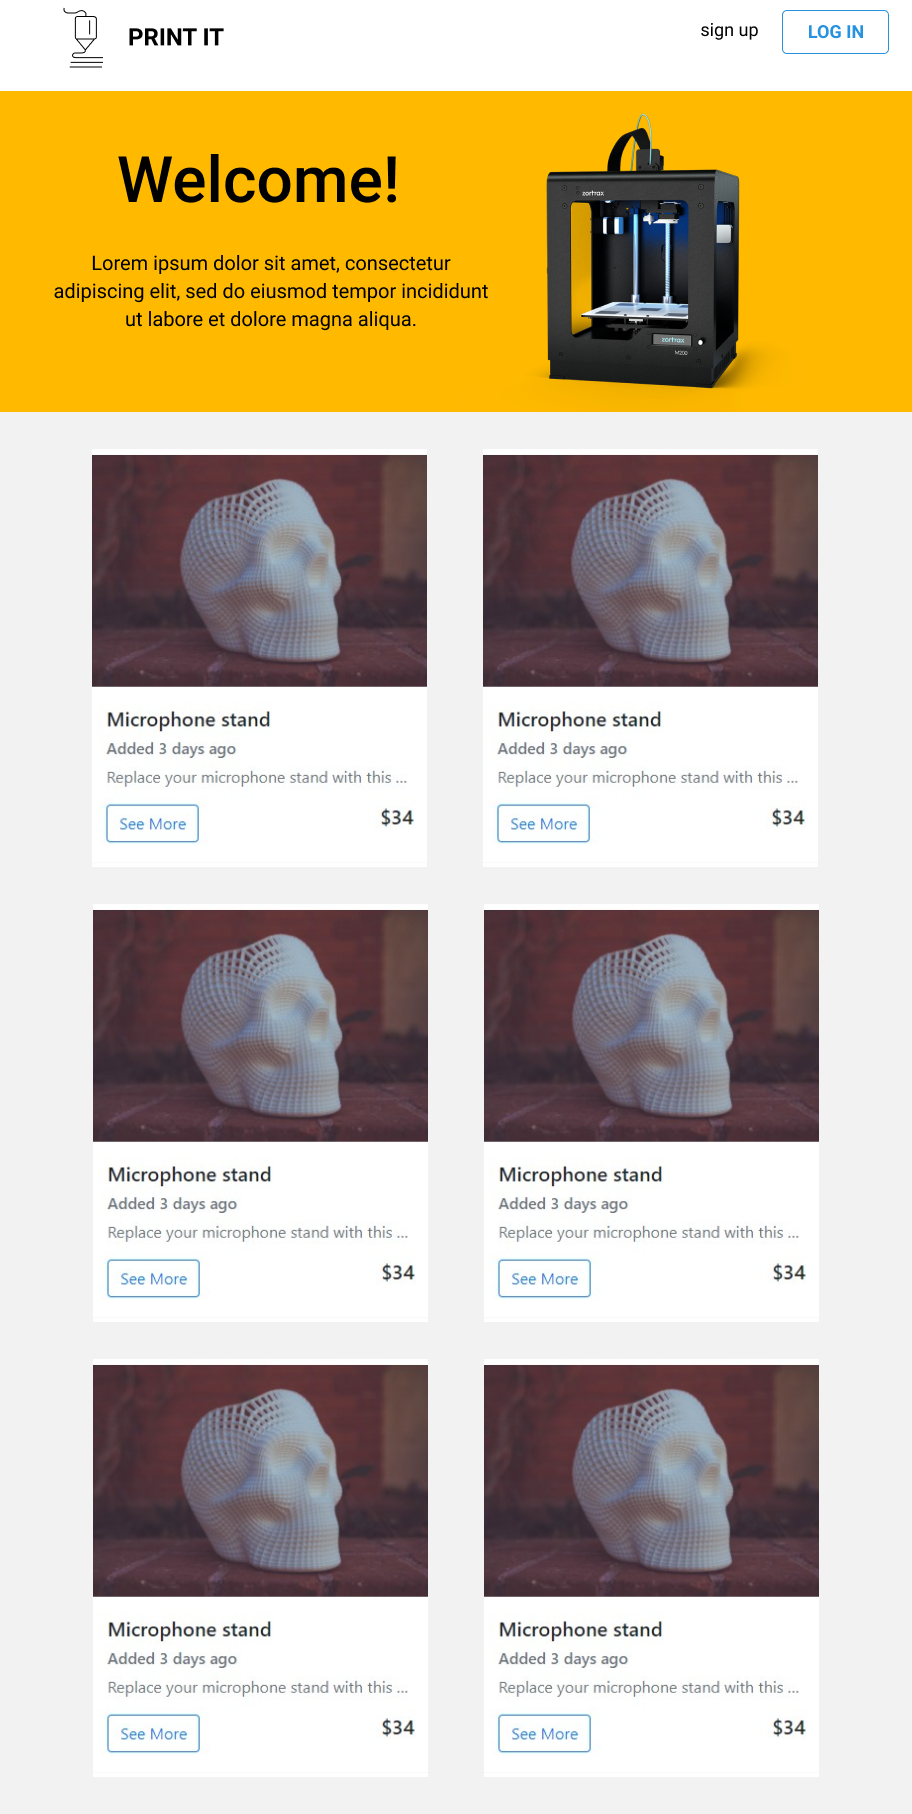 PRINT IT
sign up
LOG IN
Welcome!
Lorem ipsum dolor sit amet, consectetur
adipiscing elit, sed do eiusmod tempor incididunt
ut labore et dolore magna aliqua.
zortrax
zortrax
M200
Microphone stand
Added 3 days ago
Replace your microphone stand with this ...
See More
$34
Microphone stand
Added 3 days ago
Replace your microphone stand with this ...
See More
$34
Microphone stand
Added 3 days ago
Replace your microphone stand with this ...
See More
$34
Microphone stand
Added 3 days ago
Replace your microphone stand with this ...
See More
$34
Microphone stand
Added 3 days ago
Replace your microphone stand with this ...
See More
$34
Microphone stand
Added 3 days ago
Replace your microphone stand with this ...
See More
$34